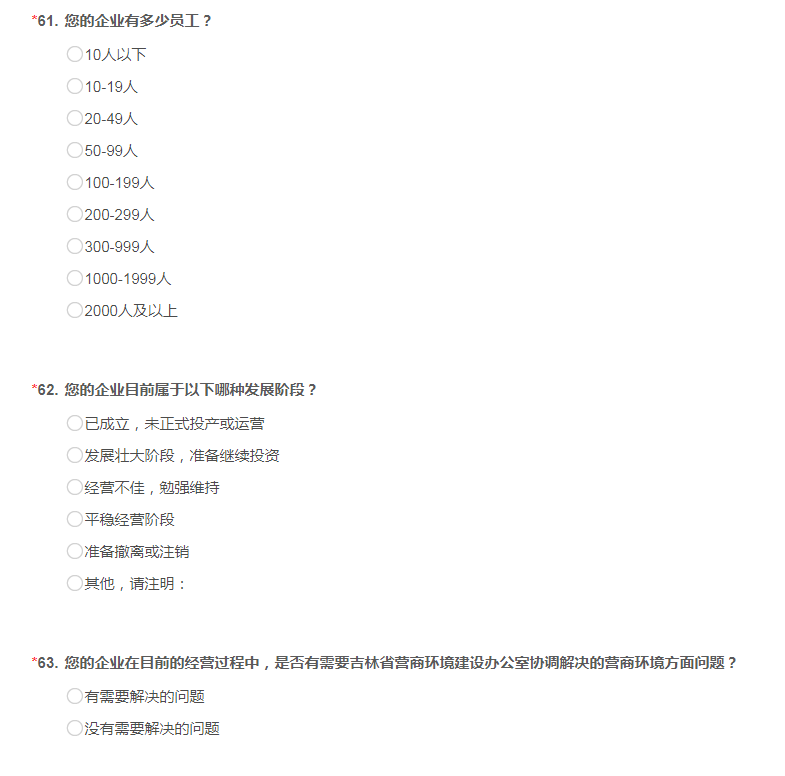 *61. 您的企业有多少员工？
10人以下
10-19人
20-49人
50-99人
100-199人
200-299人
300-999人
1000-1999人
2000人及以上
*62. 您的企业目前属于以下哪种发展阶段？
已成立，未正式投产或运营
发展壮大阶段，准备继续投资
经营不佳，勉强维持
平稳经营阶段
准备撤离或注销
其他，请注明：
*63. 您的企业在目前的经营过程中，是否有需要吉林省营商环境建设办公室协调解决的营商环境方面问题？
有需要解决的问题
没有需要解决的问题